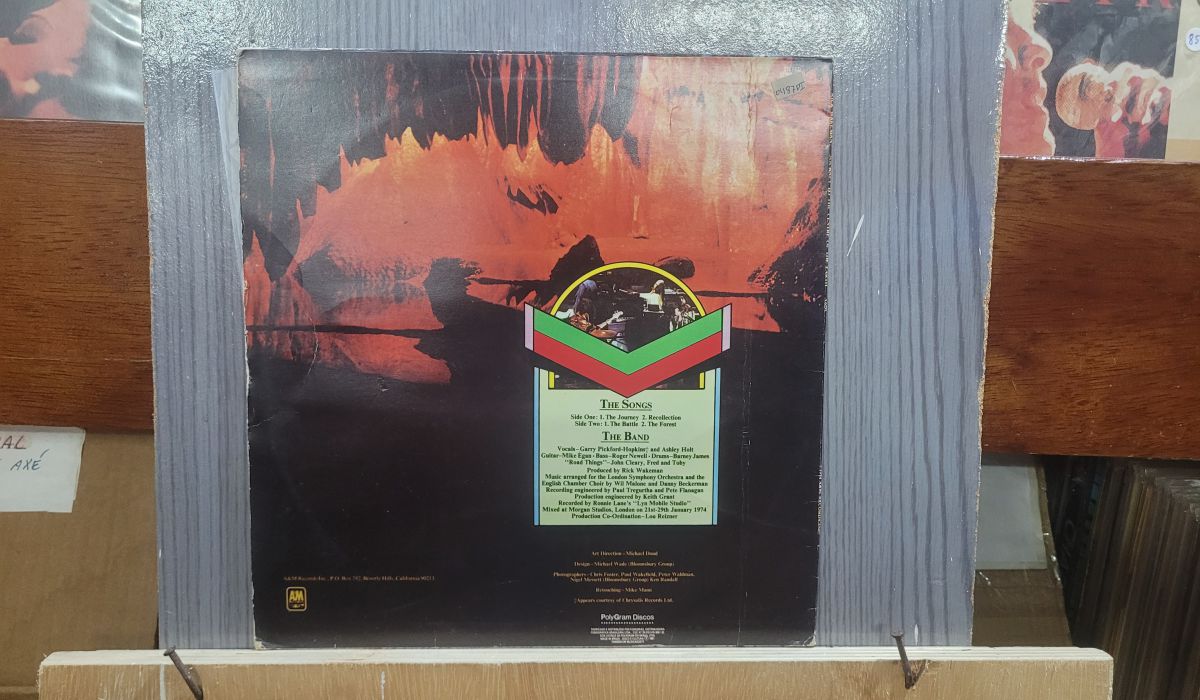 THE SONGS
Side One: 1. The Journey 2. Recollection
Side Two: 1. The Battle 2. The Forest
THE BAND
Vocals-Garry Pickford-Hopkins† and Ashley Holt
Guitar-Mike Egan · Bass-Roger Newell · Drums-Barney James
"Road Things"-John Cleary, Fred and Toby
Produced by Rick Wakeman
Music arranged for the London Symphony Orchestra and the
English Chamber Choir by Wil Malone and Danny Beckerman
Recording engineered by Paul Tregurtha and Pete Flanagan
Production engineered by Keith Grant
Recorded by Ronnie Lane's "Lyn Mobile Studio"
Mixed at Morgan Studios, London on 21st-29th January 1974
Production Co-Ordination-Lou Reizner
Art Direction-Michael Doud
Design-Michael Wade (Bloomsbury Group)
Photographers-Chris Foster, Paul Wakefield, Peter Waldman,
Nigel Messett (Bloomsbury Group) Ken Randall
Retouching-Mike Mann
†Appears courtesy of Chrysalis Records Ltd.
A&M Records Inc., P.O. Box 782, Beverly Hills, California 90213
A&M
PolyGram Discos
AL
AXÉ
85